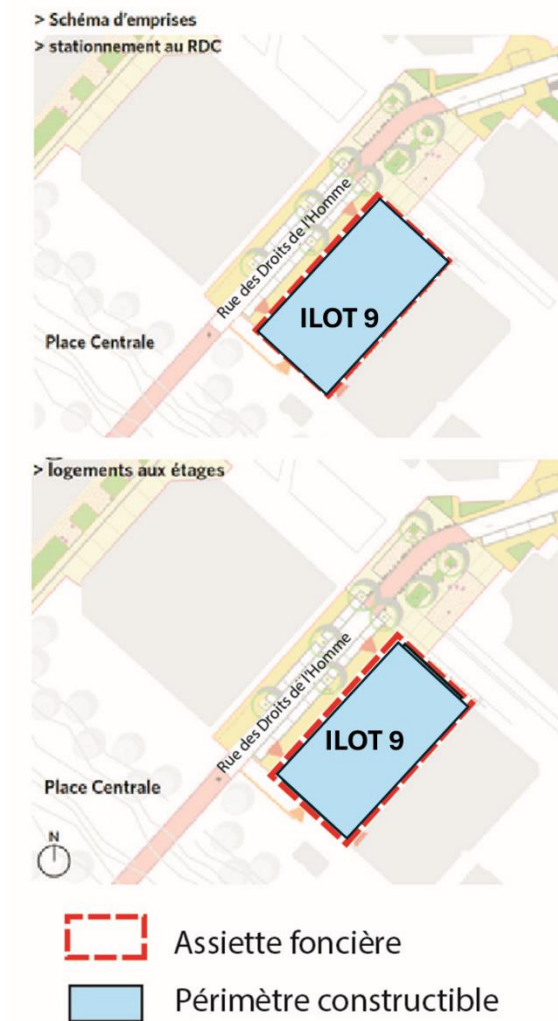 > Schéma d'emprises
> stationnement au RDC
Rue des Droits de l'Homme
ILOT 9
Place Centrale
> logements aux étages
Rue des Droits de l'Homme
ILOT 9
Place Centrale
N
Assiette foncière
Périmètre constructible